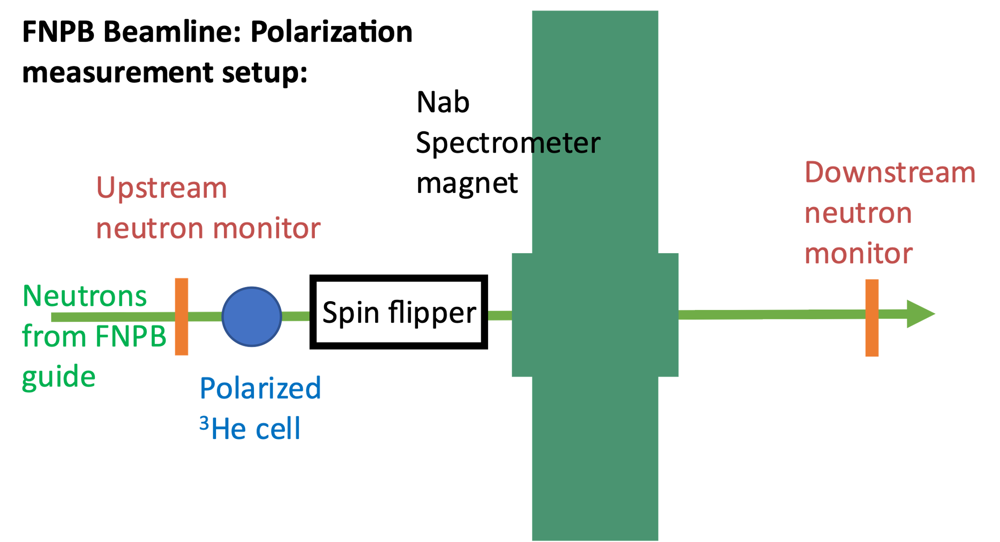 FNPB Beamline: Polarization
measurement setup:
Nab
Spectrometer
magnet
Upstream
neutron monitor
Downstream
neutron
monitor
Neutrons
from FNPB
guide
Spin flipper
Polarized
³He cell